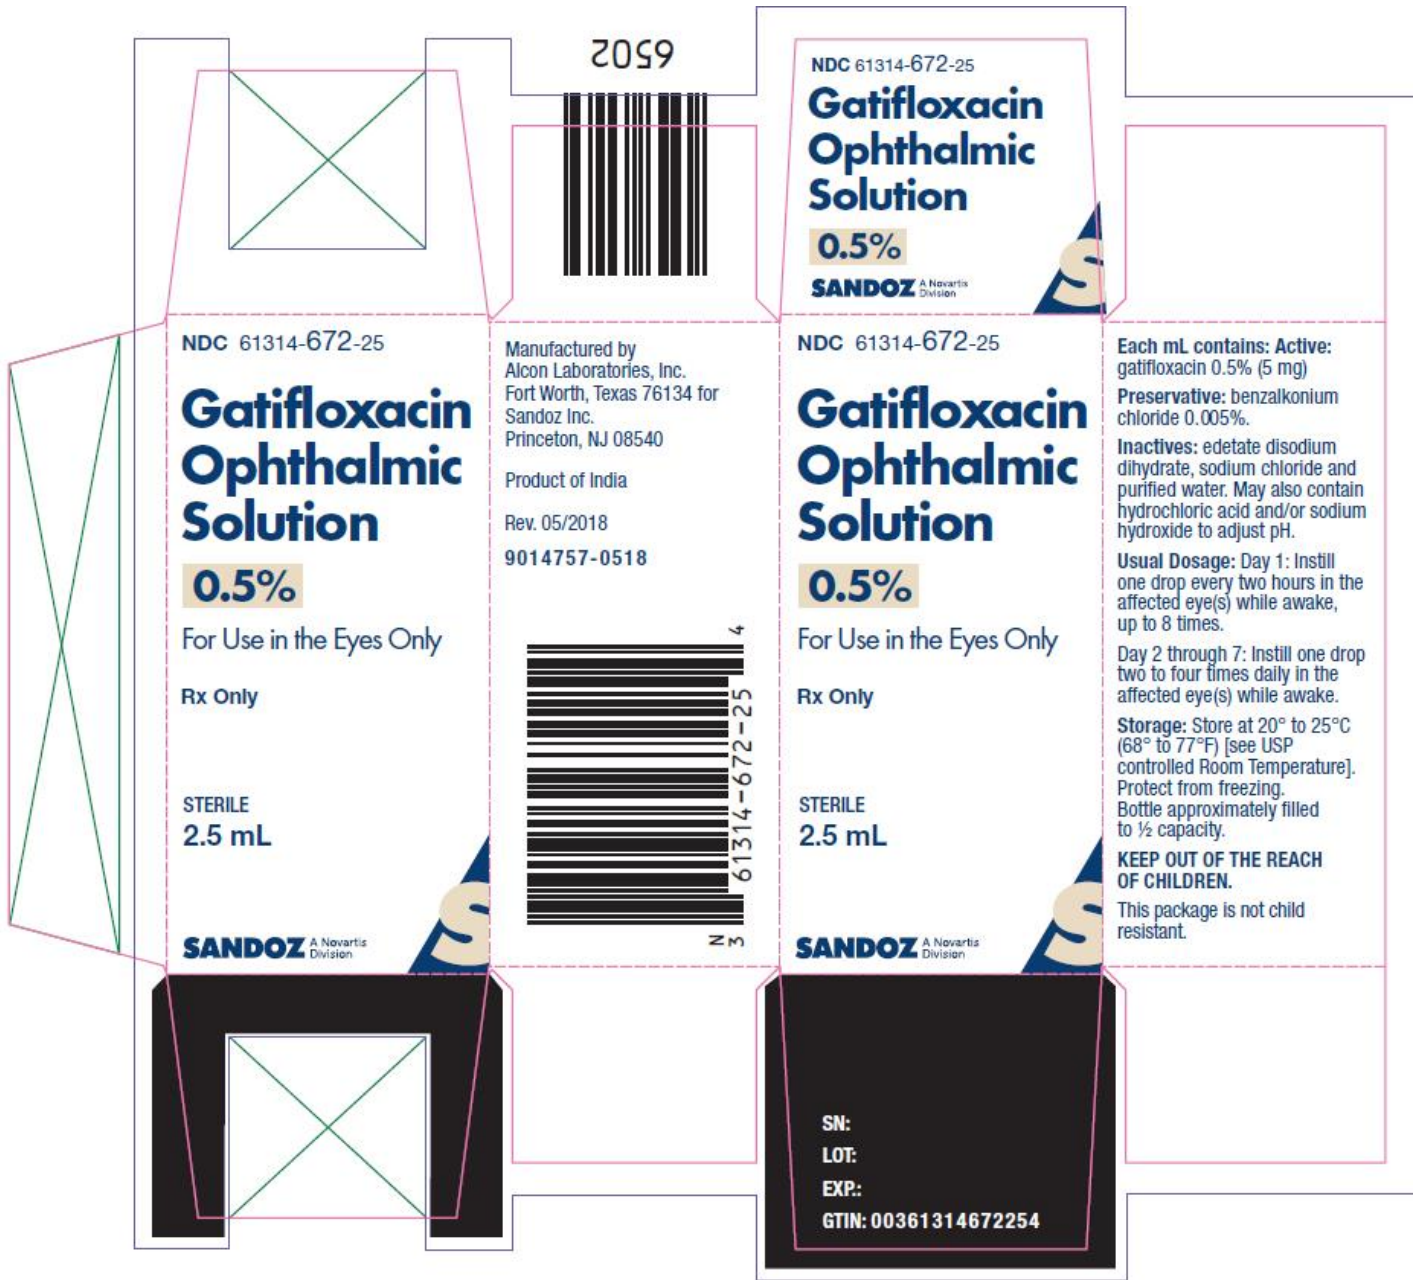 6502
NDC 61314-672-25
Gatifloxacin
Ophthalmic
Solution
0.5%
SANDOZ A Novartis
Division
S
NDC 61314-672-25
Gatifloxacin
Ophthalmic
Solution
0.5%
For Use in the Eyes Only
Rx Only
STERILE
2.5 mL
SANDOZ A Novartis
Division
S
Manufactured by
Alcon Laboratories, Inc.
Fort Worth, Texas 76134 for
Sandoz Inc.
Princeton, NJ 08540
Product of India
Rev. 05/2018
9014757-0518
N
3 61314-672-25 4
NDC 61314-672-25
Gatifloxacin
Ophthalmic
Solution
0.5%
For Use in the Eyes Only
Rx Only
STERILE
2.5 mL
SANDOZ A Novartis
Division
S
Each mL contains: Active:
gatifloxacin 0.5% (5 mg)
Preservative: benzalkonium
chloride 0.005%.
Inactives: edetate disodium
dihydrate, sodium chloride and
purified water. May also contain
hydrochloric acid and/or sodium
hydroxide to adjust pH.
Usual Dosage: Day 1: Instill
one drop every two hours in the
affected eye(s) while awake,
up to 8 times.
Day 2 through 7: Instill one drop
two to four times daily in the
affected eye(s) while awake.
Storage: Store at 20° to 25°C
(68° to 77°F) [see USP
controlled Room Temperature].
Protect from freezing.
Bottle approximately filled
to ½ capacity.
KEEP OUT OF THE REACH
OF CHILDREN.
This package is not child
resistant.
SN:
LOT:
EXP.:
GTIN: 00361314672254